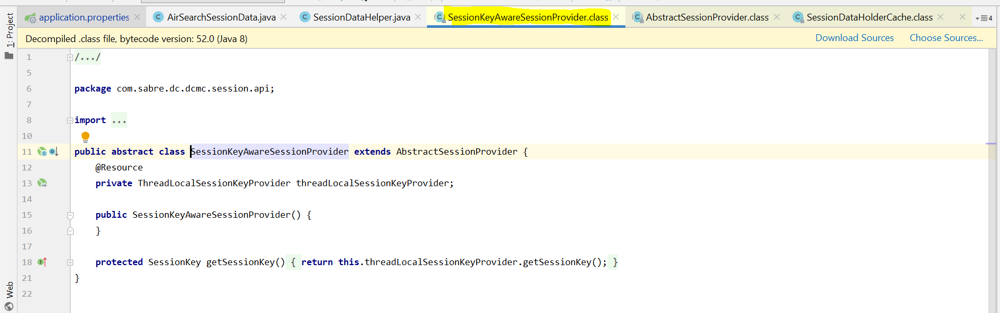 1: Project
application.properties
AirSearchSessionData.java
SessionDataHelper.java
SessionKeyAwareSessionProvider.class
AbstractSessionProvider.class
SessionDataHolderCache.class
4
Decompiled .class file, bytecode version: 52.0 (Java 8)
Download Sources
Choose Sources...
1 /.../
5
6 package com.sabre.dc.dcmc.session.api;
7
8 import ...
10
11 public abstract class SessionKeyAwareSessionProvider extends AbstractSessionProvider {
12 @Resource
13 private ThreadLocalSessionKeyProvider threadLocalSessionKeyProvider;
14
15 public SessionKeyAwareSessionProvider() {
16 }
17
18 protected SessionKey getSessionKey() { return this.threadLocalSessionKeyProvider.getSessionKey(); }
21 }
22
Web